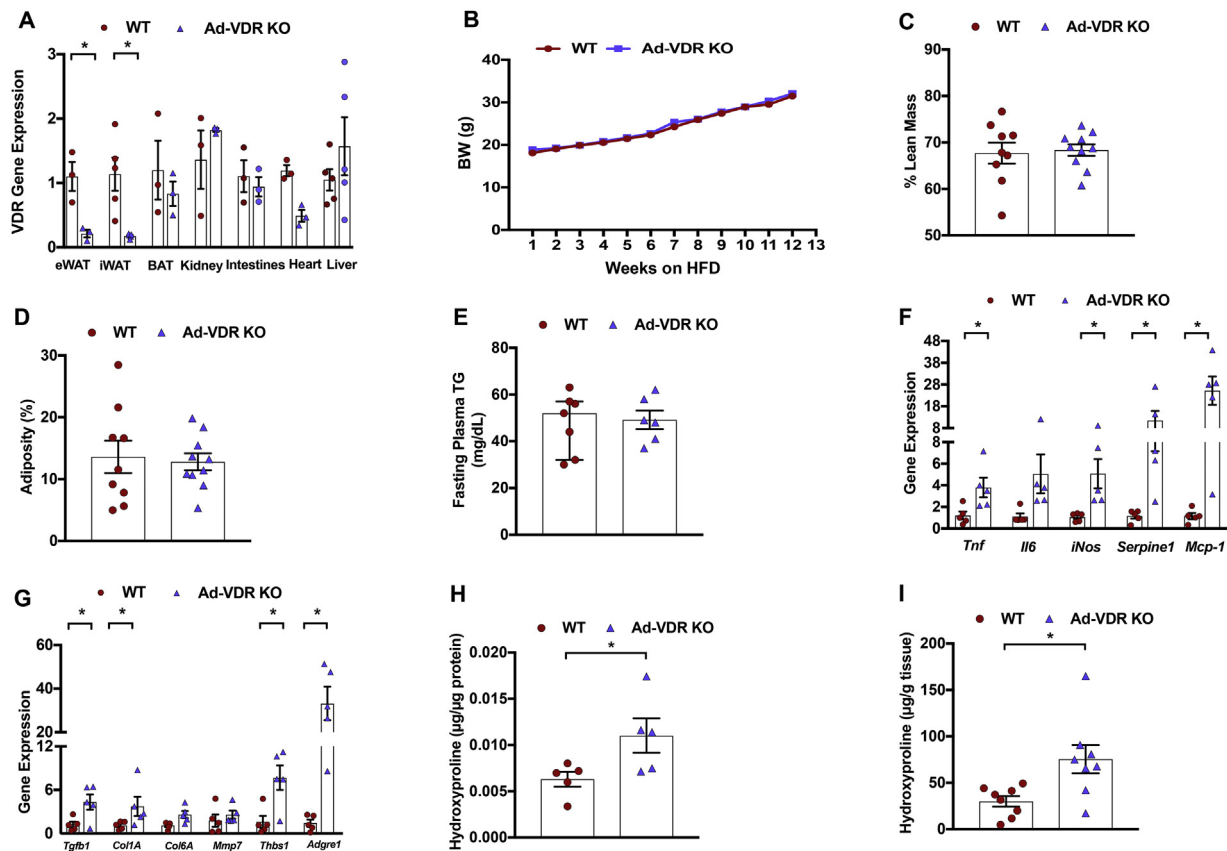 A
WT
Ad-VDR KO
*
*
VDR Gene Expression
3
2
1
0
eWAT iWAT BAT Kidney Intestines Heart Liver
B
WT
Ad-VDR KO
BW (g)
40
30
20
10
0
1 2 3 4 5 6 7 8 9 10 11 12 13
Weeks on HFD
C
WT
Ad-VDR KO
% Lean Mass
90
80
70
60
50
D
WT
Ad-VDR KO
Adiposity (%)
30
20
10
0
E
WT
Ad-VDR KO
Fasting Plasma TG
(mg/dL)
80
60
40
20
0
F
WT
Ad-VDR KO
* * * *
Gene Expression
48
38
28
18
8
6
4
2
0
Tnf Il6 iNos Serpine1 Mcp-1
G
WT
Ad-VDR KO
* * * *
Gene Expression
60
40
20
12
6
0
Tgfb1 Col1A Col6A Mmp7 Thbs1 Adgre1
H
WT
Ad-VDR KO
*
Hydroxyproline (µg/µg protein)
0.020
0.015
0.010
0.005
0.000
I
WT
Ad-VDR KO
*
Hydroxyproline (µg/g tissue)
200
150
100
50
0